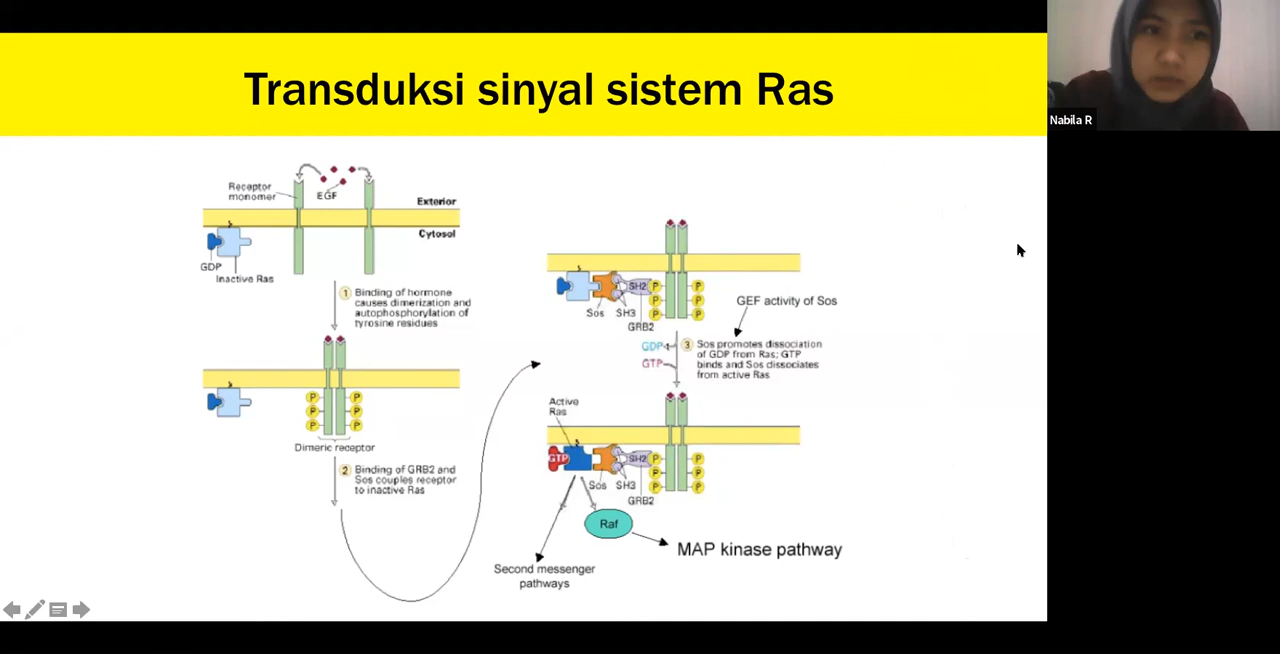 Transduksi sinyal sistem Ras
Nabila R
Receptor
monomer
EGF
Exterior
Cytosol
GDP
Inactive Ras
1 Binding of hormone
causes dimerization and
autophosphorylation of
tyrosine residues
P P
P P
P P
Dimeric receptor
2 Binding of GRB2 and
Sos couples receptor
to inactive Ras
SH2 P P
P P
P P
Sos SH3
GRB2
GEF activity of Sos
GDP
GTP
3 Sos promotes dissociation
of GDP from Ras; GTP
binds and Sos dissociates
from active Ras
Active
Ras
GTP
SH2 P P
P P
P P
Sos SH3
GRB2
Raf
MAP kinase pathway
Second messenger
pathways